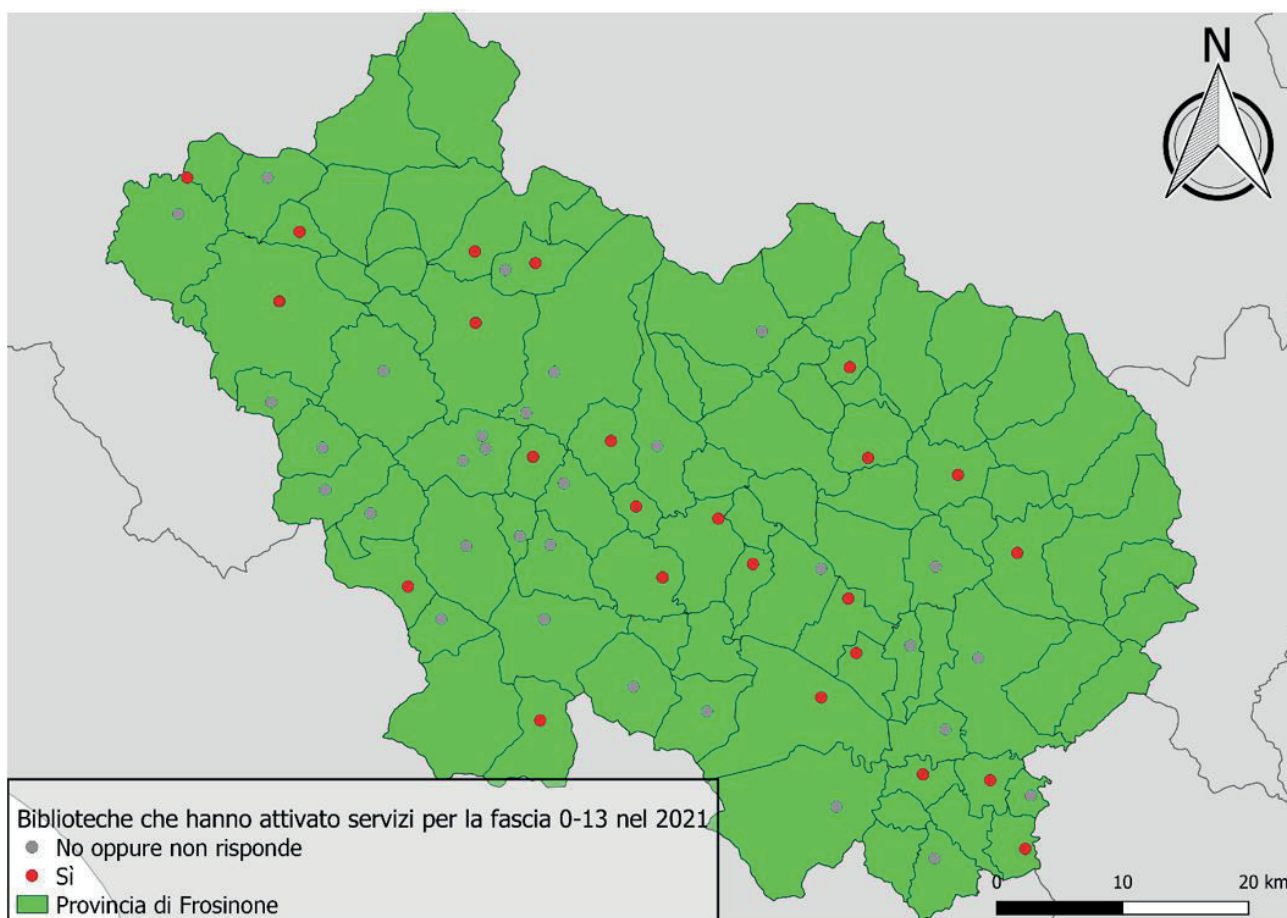 N
Biblioteche che hanno attivato servizi per la fascia 0-13 nel 2021
No oppure non risponde
Sì
Provincia di Frosinone
0 10 20 km